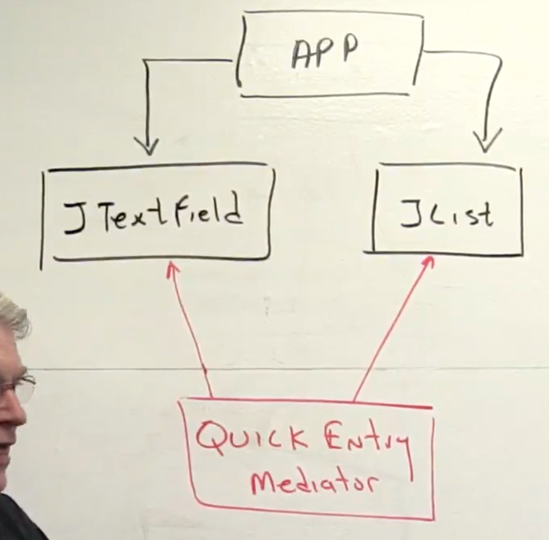 APP
JTextField
JList
QUICK ENtry
Mediator